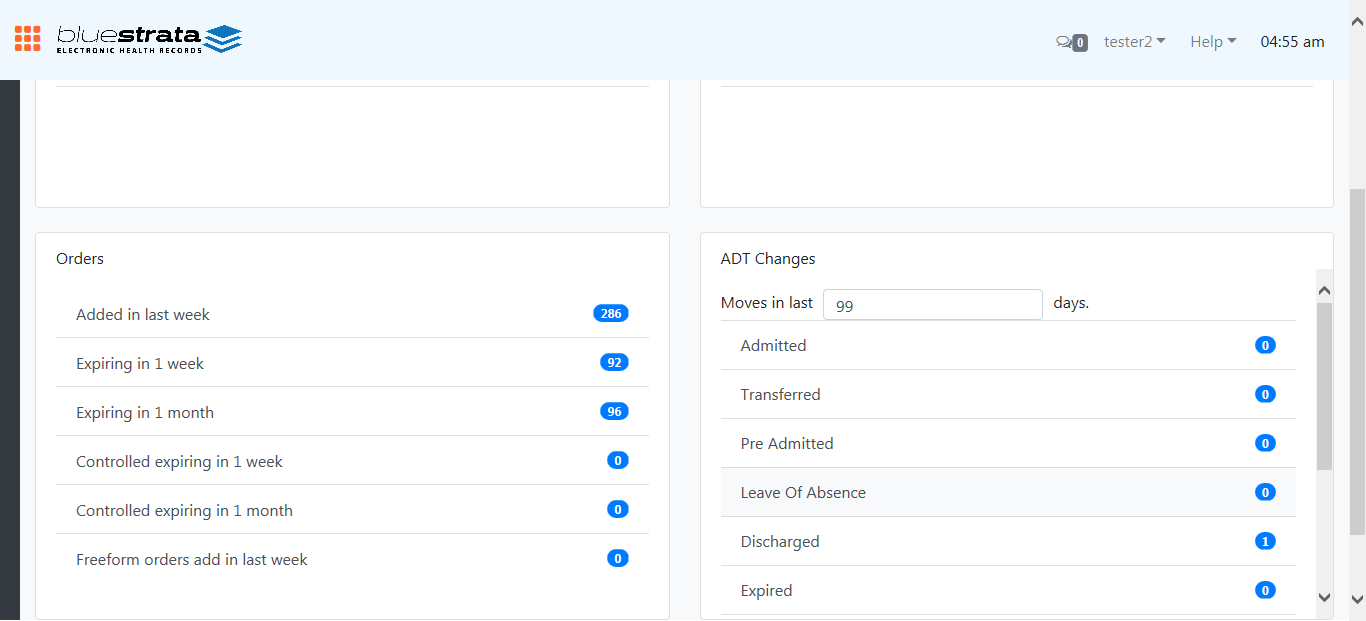 bluestrata
ELECTRONIC HEALTH RECORDS
0 tester2 Help 04:55 am
Orders
Added in last week 286
Expiring in 1 week 92
Expiring in 1 month 96
Controlled expiring in 1 week 0
Controlled expiring in 1 month 0
Freeform orders add in last week 0
ADT Changes
Moves in last 99 days.
Admitted 0
Transferred 0
Pre Admitted 0
Leave Of Absence 0
Discharged 1
Expired 0